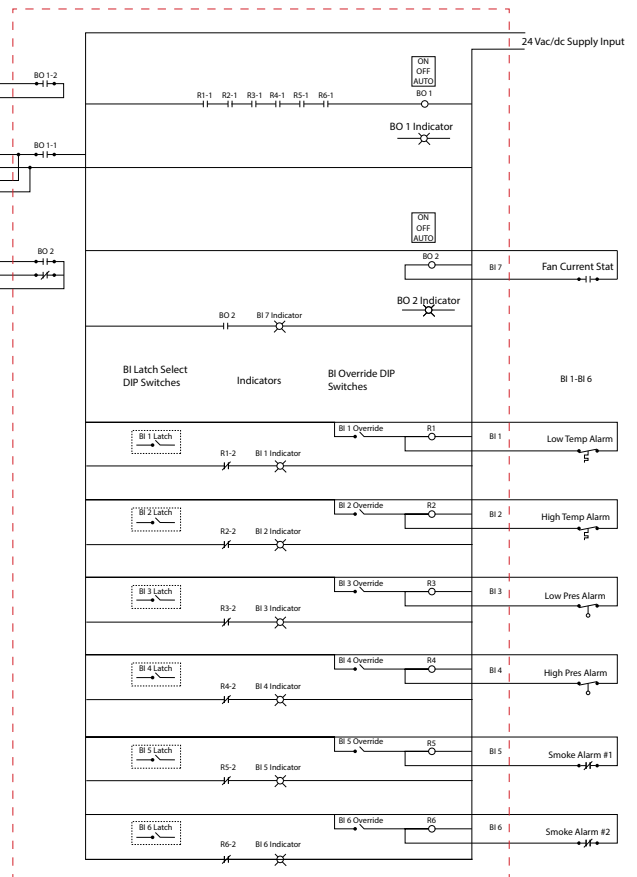 24 Vac/dc Supply Input
ON
OFF
AUTO
BO 1-2
R1-1 R2-1 R3-1 R4-1 R5-1 R6-1 BO 1
BO 1 Indicator
BO 1-1
ON
OFF
AUTO
BO 2
BO 2
BI 7
Fan Current Stat
BO 2 Indicator
BO 2 BI 7 Indicator
BI Latch Select
DIP Switches
Indicators
BI Override DIP
Switches
BI 1-BI 6
BI 1 Latch
BI 1 Override R1
BI 1
Low Temp Alarm
R1-2 BI 1 Indicator
BI 2 Latch
BI 2 Override R2
BI 2
High Temp Alarm
R2-2 BI 2 Indicator
BI 3 Latch
BI 3 Override R3
BI 3
Low Pres Alarm
R3-2 BI 3 Indicator
BI 4 Latch
BI 4 Override R4
BI 4
High Pres Alarm
R4-2 BI 4 Indicator
BI 5 Latch
BI 5 Override R5
BI 5
Smoke Alarm #1
R5-2 BI 5 Indicator
BI 6 Latch
BI 6 Override R6
BI 6
Smoke Alarm #2
R6-2 BI 6 Indicator